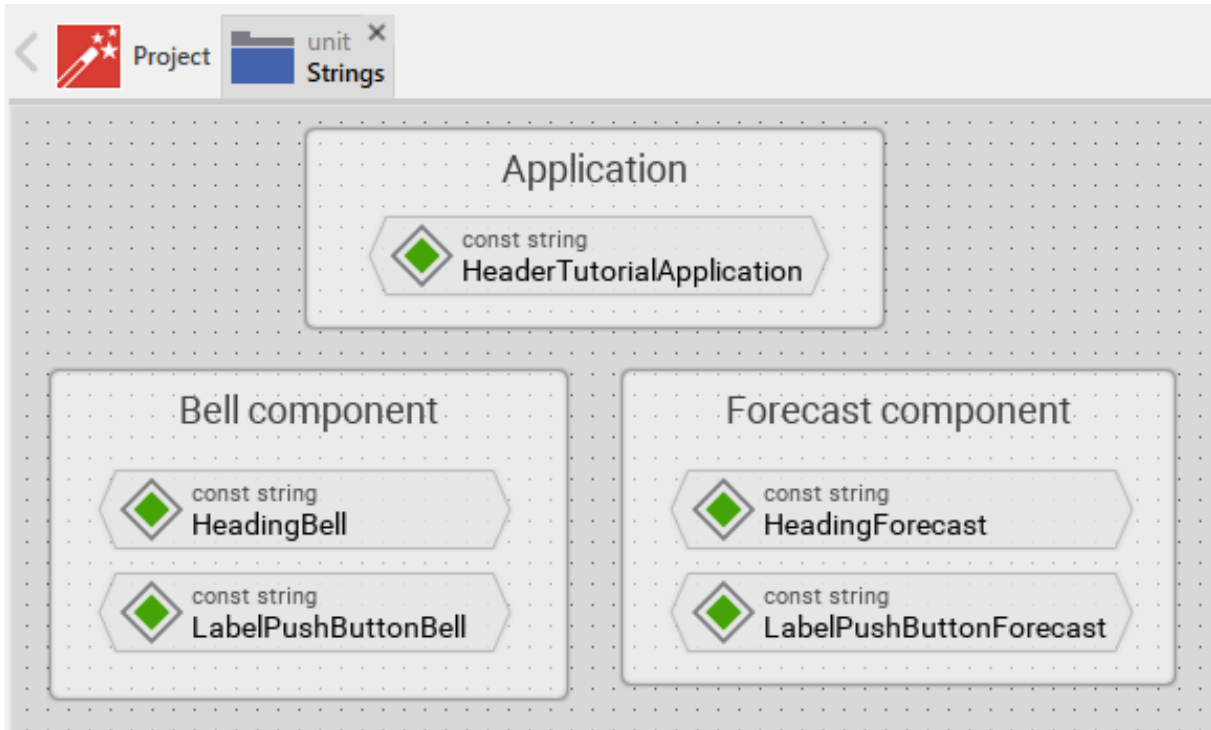 Project
unit
Strings
Application
const string
HeaderTutorialApplication
Bell component
const string
HeadingBell
const string
LabelPushButtonBell
Forecast component
const string
HeadingForecast
const string
LabelPushButtonForecast